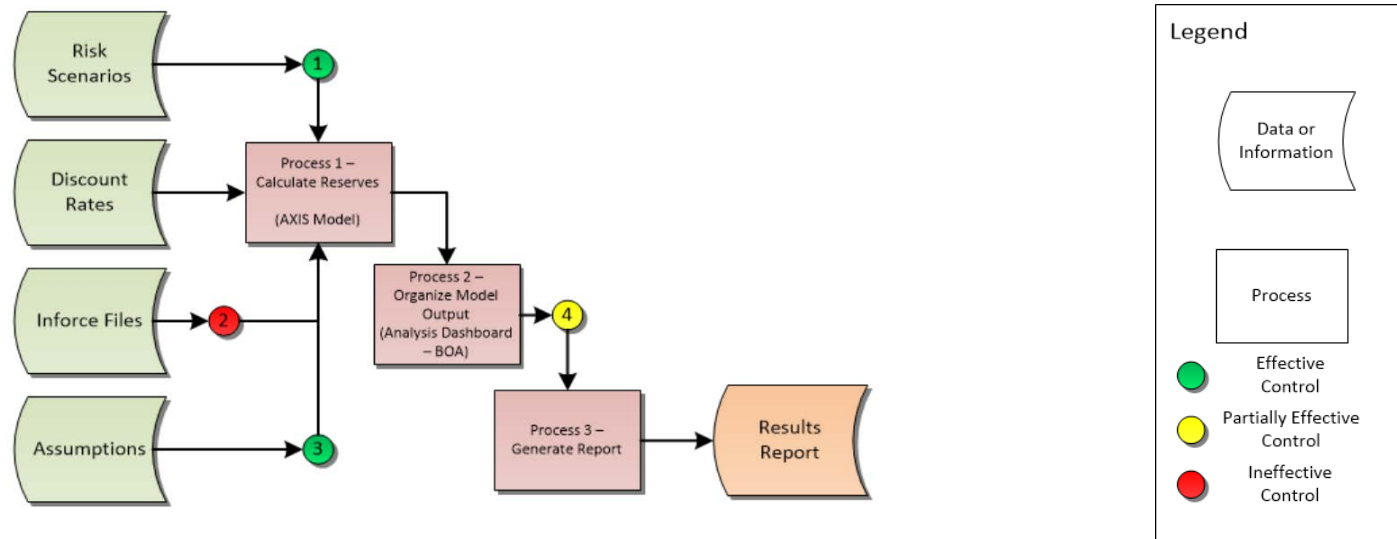 Risk
Scenarios
1
Discount
Rates
Process 1 –
Calculate Reserves
(AXIS Model)
Inforce Files
2
Process 2 –
Organize Model
Output
(Analysis Dashboard
– BOA)
4
Assumptions
3
Process 3 –
Generate Report
Results
Report
Legend
Data or
Information
Process
Effective
Control
Partially Effective
Control
Ineffective
Control